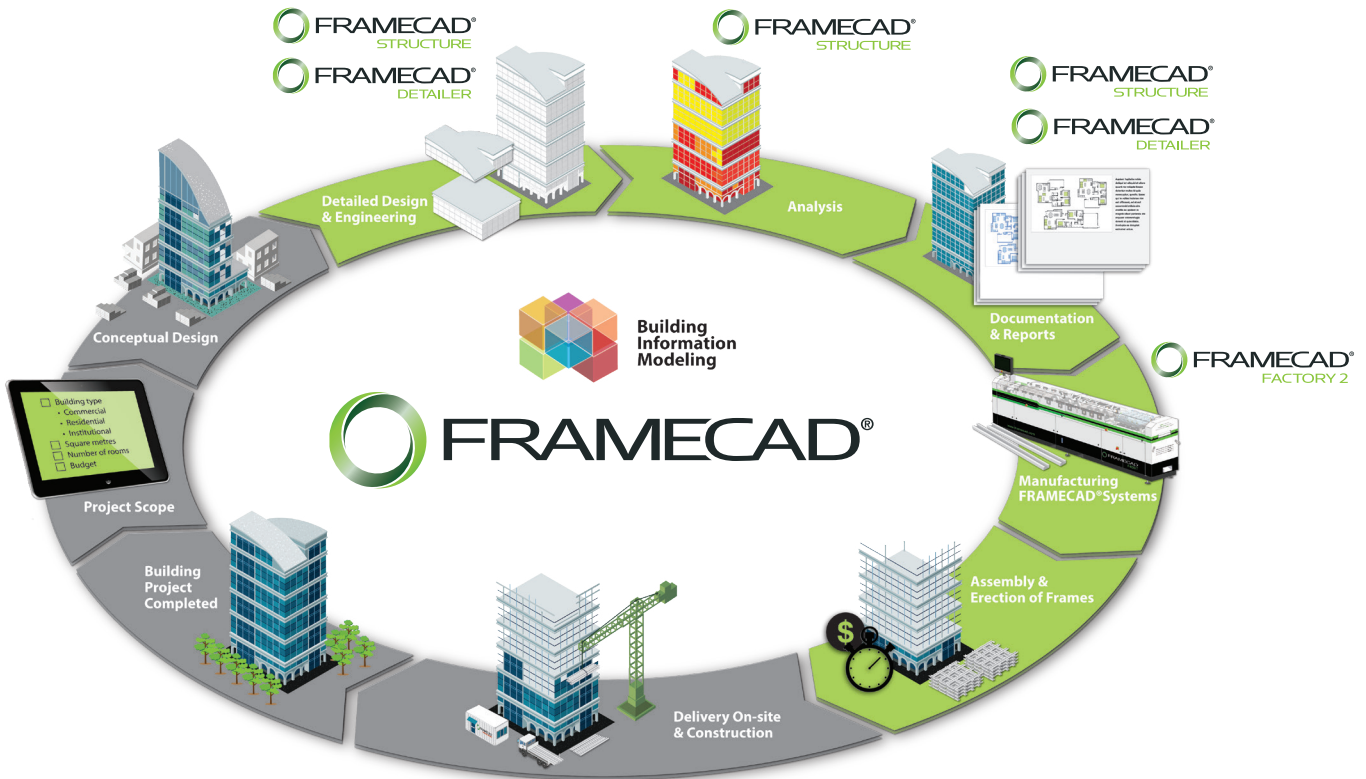 FRAMECAD®
STRUCTURE
FRAMECAD®
DETAILER
FRAMECAD®
STRUCTURE
FRAMECAD®
STRUCTURE
FRAMECAD®
DETAILER
Detailed Design
& Engineering
Analysis
Documentation
& Reports
Conceptual Design
Building
Information
Modeling
FRAMECAD®
FACTORY 2
FRAMECAD®
Building type
• Commercial
• Residential
• Institutional
Square metres
Number of rooms
Budget
Project Scope
FRAMECAD
Manufacturing
FRAMECAD®Systems
Building
Project
Completed
Assembly &
Erection of Frames
$
Delivery On-site
& Construction